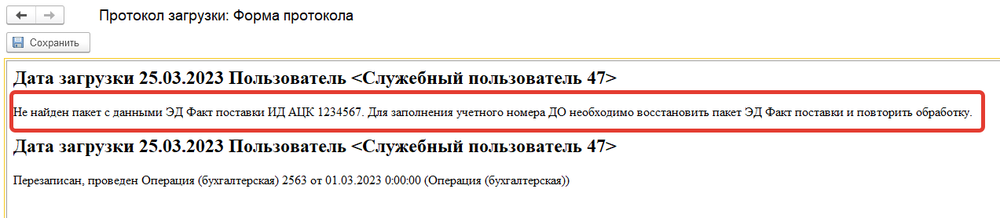 Протокол загрузки: Форма протокола
Сохранить
Дата загрузки 25.03.2023 Пользователь <Служебный пользователь 47>
Не найден пакет с данными ЭД Факт поставки ИД АЦК 1234567. Для заполнения учетного номера ДО необходимо восстановить пакет ЭД Факт поставки и повторить обработку.
Дата загрузки 25.03.2023 Пользователь <Служебный пользователь 47>
Перезаписан, проведен Операция (бухгалтерская) 2563 от 01.03.2023 0:00:00 (Операция (бухгалтерская))